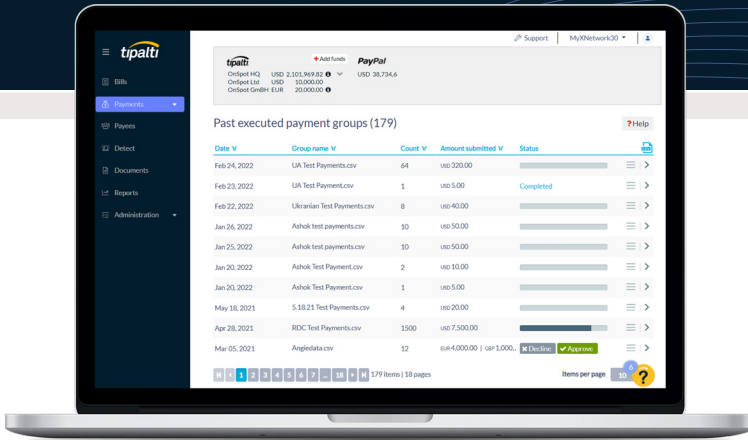 Support MyXNetwork30
tipalti
tipalti + Add funds PayPal
OnSpot HQ USD 2,101,969.82 USD 38,734,6
OnSpot Ltd USD 10,000.00
OnSpot GmBH EUR 20,000.00
Bills
Payments
Payees
Detect
Documents
Reports
Administration
Past executed payment groups (179)
? Help
Date Group name Count Amount submitted Status
Feb 24, 2022 UA Test Payments.csv 64 USD 320.00
Feb 23, 2022 UA Test Payment.csv 1 USD 5.00 Completed
Feb 22, 2022 Ukranian Test Payments.csv 8 USD 40.00
Jan 26, 2022 Ashok test payments.csv 10 USD 50.00
Jan 25, 2022 Ashok test payments.csv 10 USD 50.00
Jan 20, 2022 Ashok Test Payment.csv 2 USD 10.00
Jan 20, 2022 Ashok Test Payment.csv 1 USD 5.00
May 18, 2021 5.18.21 Test Payments.csv 4 USD 20.00
Apr 28, 2021 RDC Test Payments.csv 1500 USD 7,500.00
Mar 05, 2021 Angiedata.csv 12 EUR 4,000.00 | GBP 1,000.. Decline Approve
1 2 3 4 5 6 7 ... 18 179 items | 18 pages Items per page 10
6
?